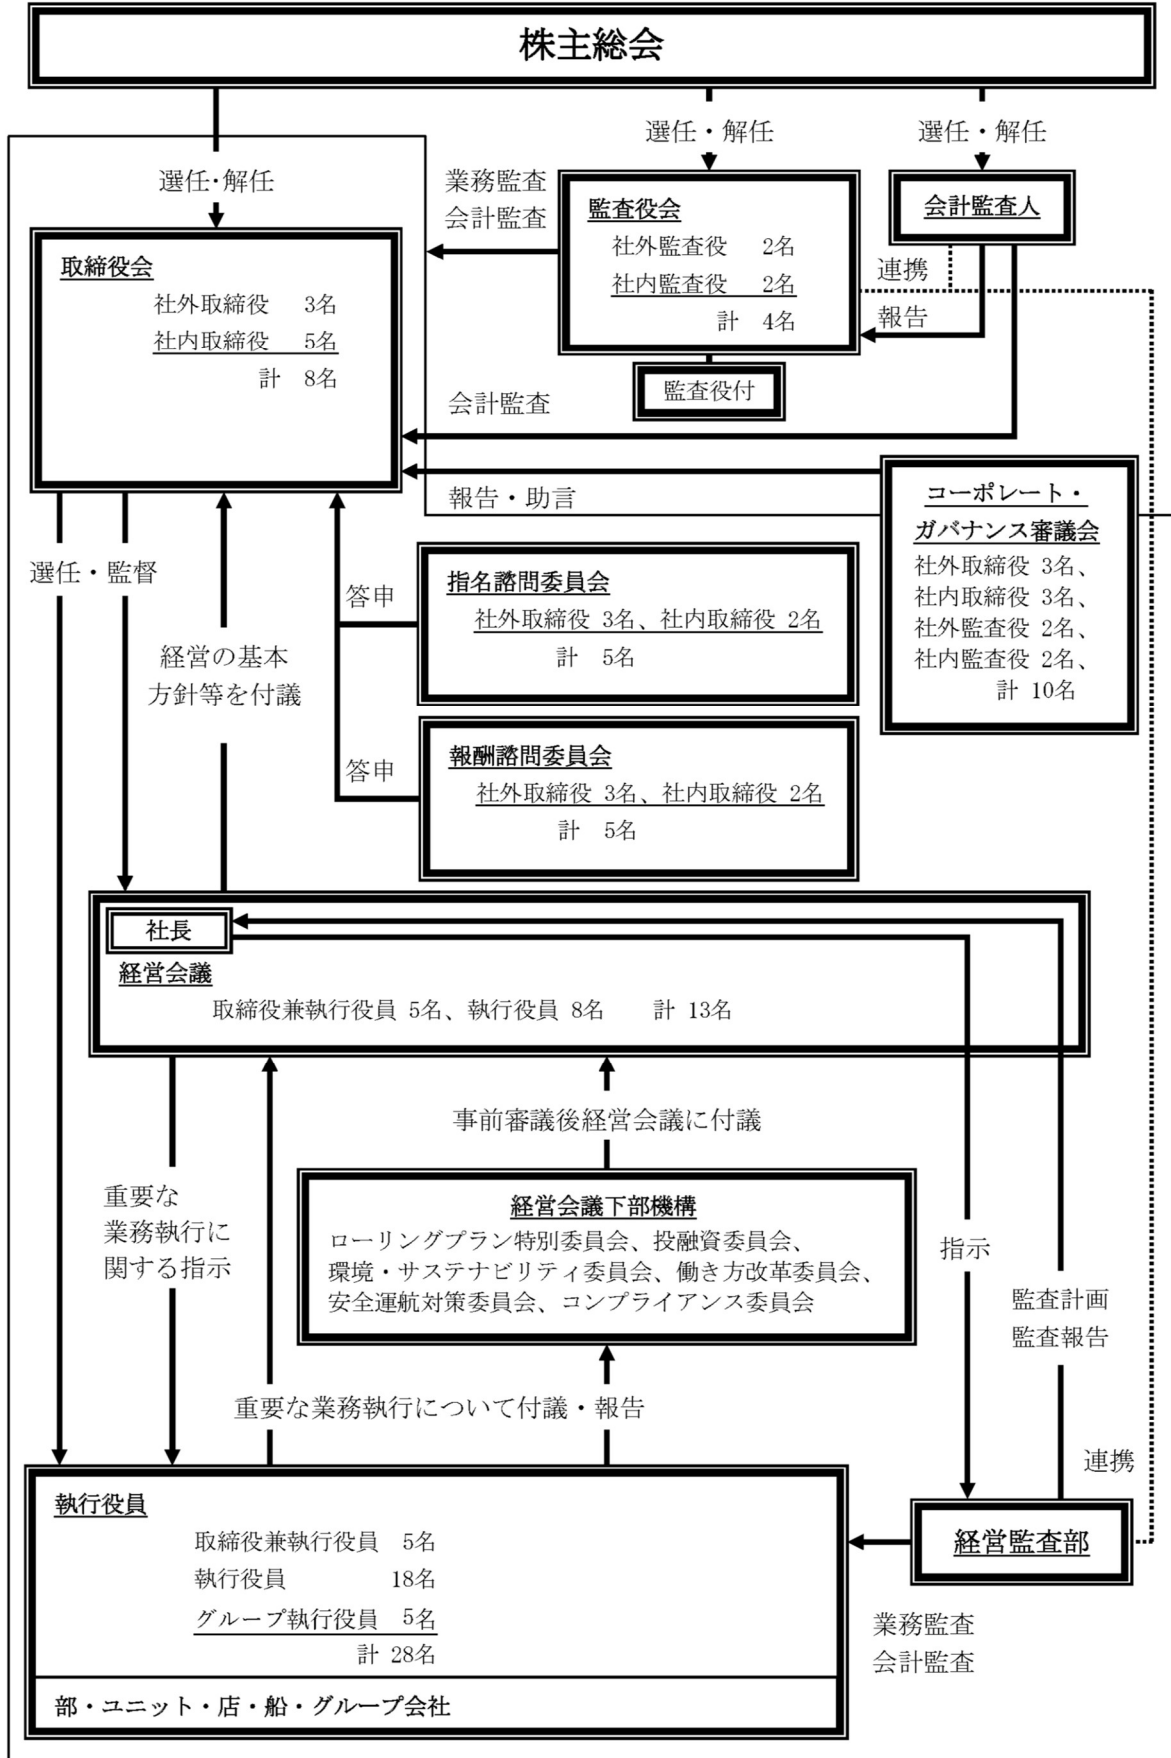 株主総会
選任・解任
選任・解任
選任・解任
業務監査
会計監査
監査役会
社外監査役 2名
社内監査役 2名
計 4名
監査役付
会計監査人
連携
報告
取締役会
社外取締役 3名
社内取締役 5名
計 8名
会計監査
報告・助言
コーポレート・
ガバナンス審議会
社外取締役 3名、
社内取締役 3名、
社外監査役 2名、
社内監査役 2名、
計 10名
選任・監督
経営の基本
方針等を付議
答申
指名諮問委員会
社外取締役 3名、社内取締役 2名
計 5名
答申
報酬諮問委員会
社外取締役 3名、社内取締役 2名
計 5名
社長
経営会議
取締役兼執行役員 5名、執行役員 8名 計 13名
事前審議後経営会議に付議
重要な
業務執行に
関する指示
経営会議下部機構
ローリングプラン特別委員会、投融資委員会、
環境・サステナビリティ委員会、働き方改革委員会、
安全運航対策委員会、コンプライアンス委員会
指示
監査計画
監査報告
重要な業務執行について付議・報告
連携
執行役員
取締役兼執行役員 5名
執行役員 18名
グループ執行役員 5名
計 28名
部・ユニット・店・船・グループ会社
経営監査部
業務監査
会計監査